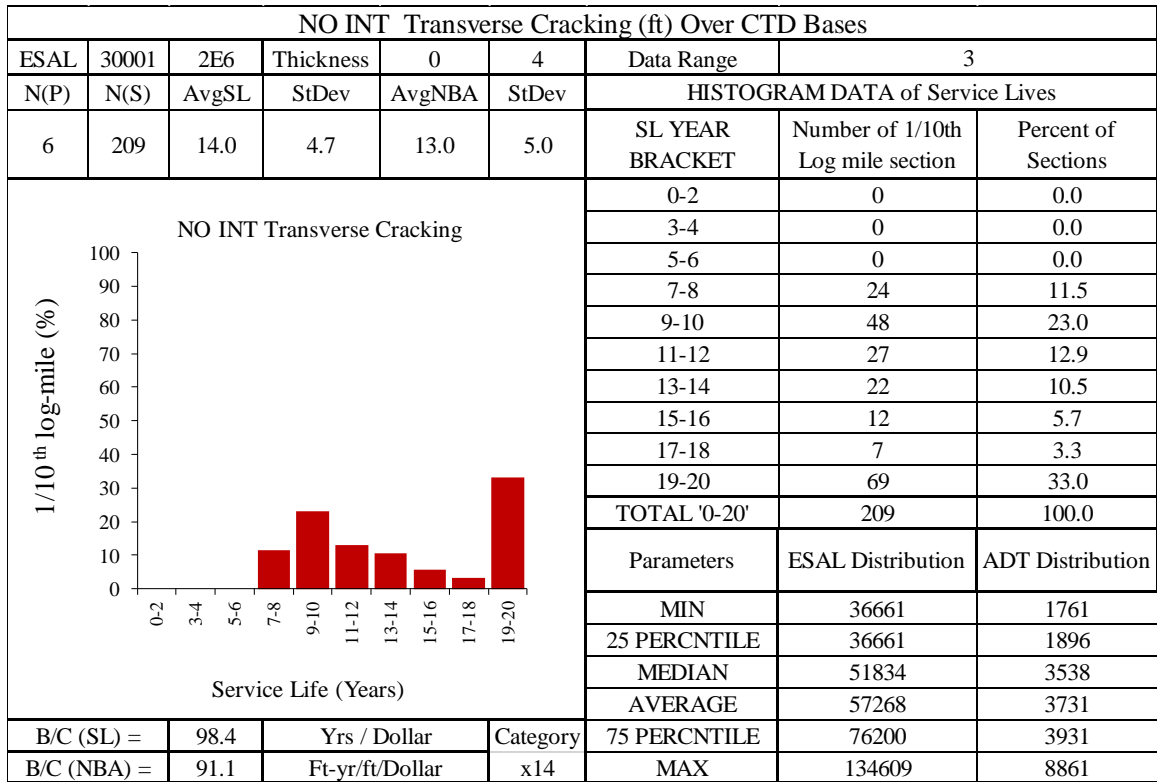 NO INT Transverse Cracking (ft) Over CTD Bases
ESAL 30001 2E6 Thickness 0 4 Data Range 3
N(P) N(S) AvgSL StDev AvgNBA StDev HISTOGRAM DATA of Service Lives
6 209 14.0 4.7 13.0 5.0
SL YEAR BRACKET Number of 1/10th Log mile section Percent of Sections
0-2 0 0.0
3-4 0 0.0
5-6 0 0.0
7-8 24 11.5
9-10 48 23.0
11-12 27 12.9
13-14 22 10.5
15-16 12 5.7
17-18 7 3.3
19-20 69 33.0
TOTAL '0-20' 209 100.0
Parameters ESAL Distribution ADT Distribution
MIN 36661 1761
25 PERCNTILE 36661 1896
MEDIAN 51834 3538
AVERAGE 57268 3731
75 PERCNTILE 76200 3931
MAX 134609 8861
NO INT Transverse Cracking
1/10 th log-mile (%)
100
90
80
70
60
50
40
30
20
10
0
0-2 3-4 5-6 7-8 9-10 11-12 13-14 15-16 17-18 19-20
Service Life (Years)
B/C (SL) = 98.4 Yrs / Dollar Category
B/C (NBA) = 91.1 Ft-yr/ft/Dollar x14